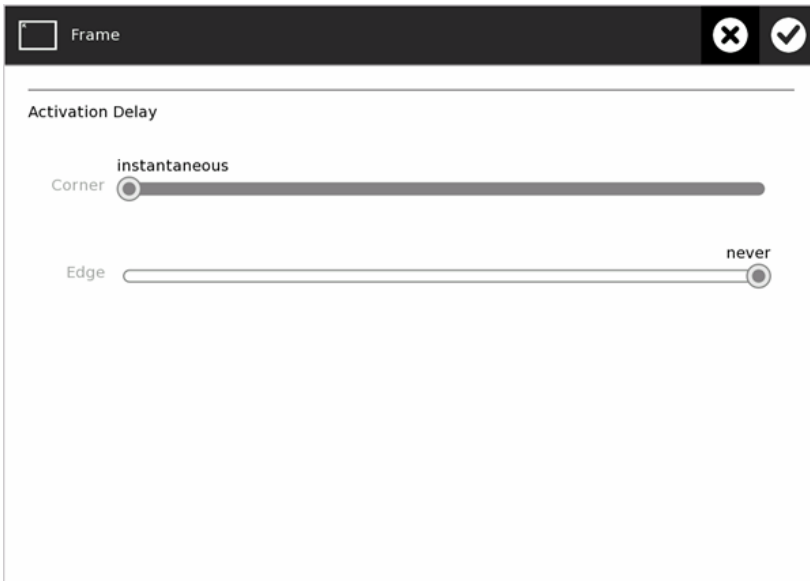 Frame
Activation Delay
instantaneous
Corner
never
Edge